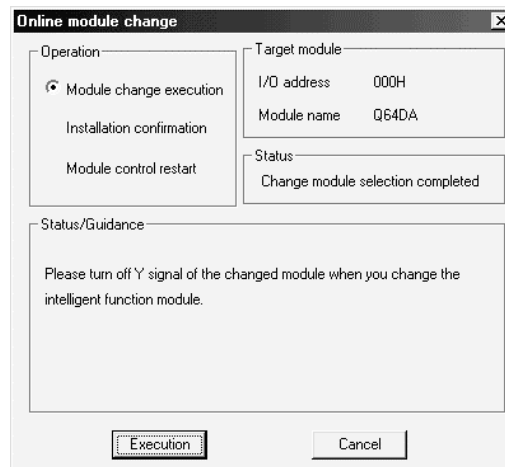 Online module change
Operation
Module change execution
Installation confirmation
Module control restart
Target module
I/O address 000H
Module name Q64DA
Status
Change module selection completed
Status/Guidance
Please turn off Y signal of the changed module when you change the
intelligent function module.
Execution Cancel